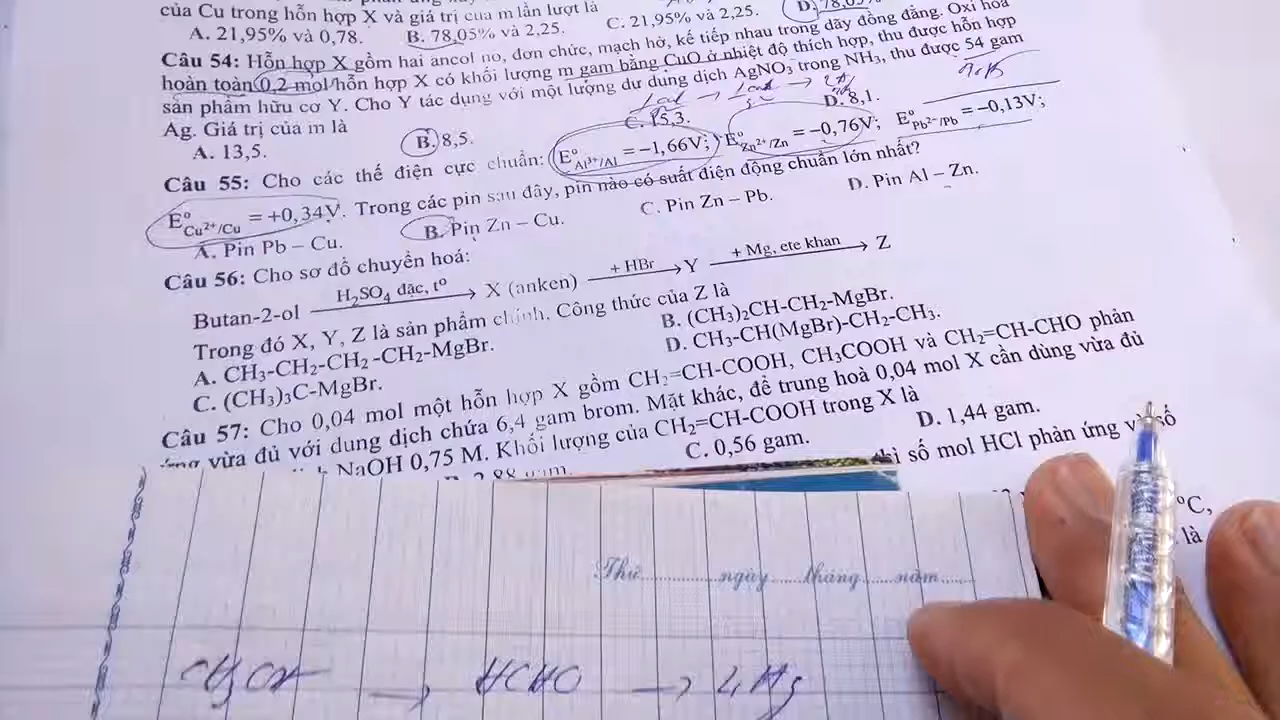 của Cu trong hỗn hợp X và giá trị của m lần lượt là
A. 21,95% và 0,78. B. 78,05% và 2,25. C. 21,95% và 2,25. D. 78,05%
Câu 54: Hỗn hợp X gồm hai ancol no, đơn chức, mạch hở, kế tiếp nhau trong dãy đồng đẳng. Oxi hoá
hoàn toàn 0,2 mol hỗn hợp X có khối lượng m gam bằng CuO ở nhiệt độ thích hợp, thu được hỗn hợp
sản phẩm hữu cơ Y. Cho Y tác dụng với một lượng dư dung dịch AgNO3 trong NH3, thu được 54 gam
Ag. Giá trị của m là
A. 13,5. B. 8,5. C. 15,3. D. 8,1.
Câu 55: Cho các thế điện cực chuẩn: E°Al³⁺/Al = −1,66V; E°Zn²⁺/Zn = −0,76V; E°Pb²⁺/Pb = −0,13V;
E°Cu²⁺/Cu = +0,34V. Trong các pin sau đây, pin nào có suất điện động chuẩn lớn nhất?
A. Pin Pb – Cu. B. Pin Zn – Cu. C. Pin Zn – Pb. D. Pin Al – Zn.
Câu 56: Cho sơ đồ chuyển hoá:
Butan-2-ol H2SO4 đặc, t° → X (anken) + HBr → Y + Mg, ete khan → Z
Trong đó X, Y, Z là sản phẩm chính. Công thức của Z là
A. CH3-CH2-CH2-CH2-MgBr. B. (CH3)2CH-CH2-MgBr.
C. (CH3)3C-MgBr. D. CH3-CH(MgBr)-CH2-CH3.
Câu 57: Cho 0,04 mol một hỗn hợp X gồm CH2=CH-COOH, CH3COOH và CH2=CH-CHO phản
ứng vừa đủ với dung dịch chứa 6,4 gam brom. Mặt khác, để trung hoà 0,04 mol X cần dùng vừa đủ
NaOH 0,75 M. Khối lượng của CH2=CH-COOH trong X là
C. 0,56 gam. D. 1,44 gam.
thì số mol HCl phản ứng và số
°C,
là
Thứ ngày tháng năm
CH3OH → HCHO → 4Ag